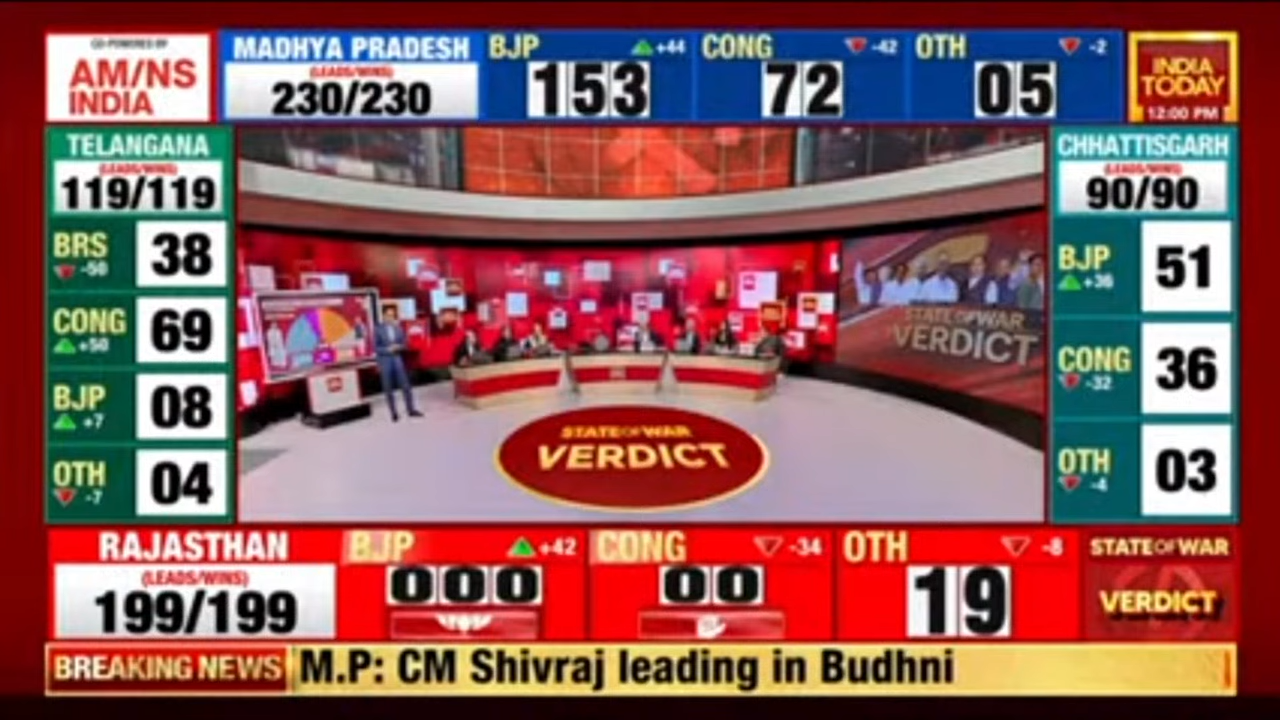 CO-POWERED BY
AM/NS
INDIA
MADHYA PRADESH
(LEADS/WINS)
230/230
BJP +44
153
CONG -42
72
OTH -2
05
INDIA
TODAY
12:00 PM
TELANGANA
(LEADS/WINS)
119/119
BRS
-50
38
CONG
+50
69
BJP
+7
08
OTH
-7
04
STATE OF WAR
VERDICT
STATE OF WAR
VERDICT
CHHATTISGARH
(LEADS/WINS)
90/90
BJP
+36
51
CONG
-32
36
OTH
-4
03
RAJASTHAN
(LEADS/WINS)
199/199
BJP +42
000
CONG -34
00
OTH -8
19
STATE OF WAR
VERDICT
BREAKING NEWS M.P: CM Shivraj leading in Budhni